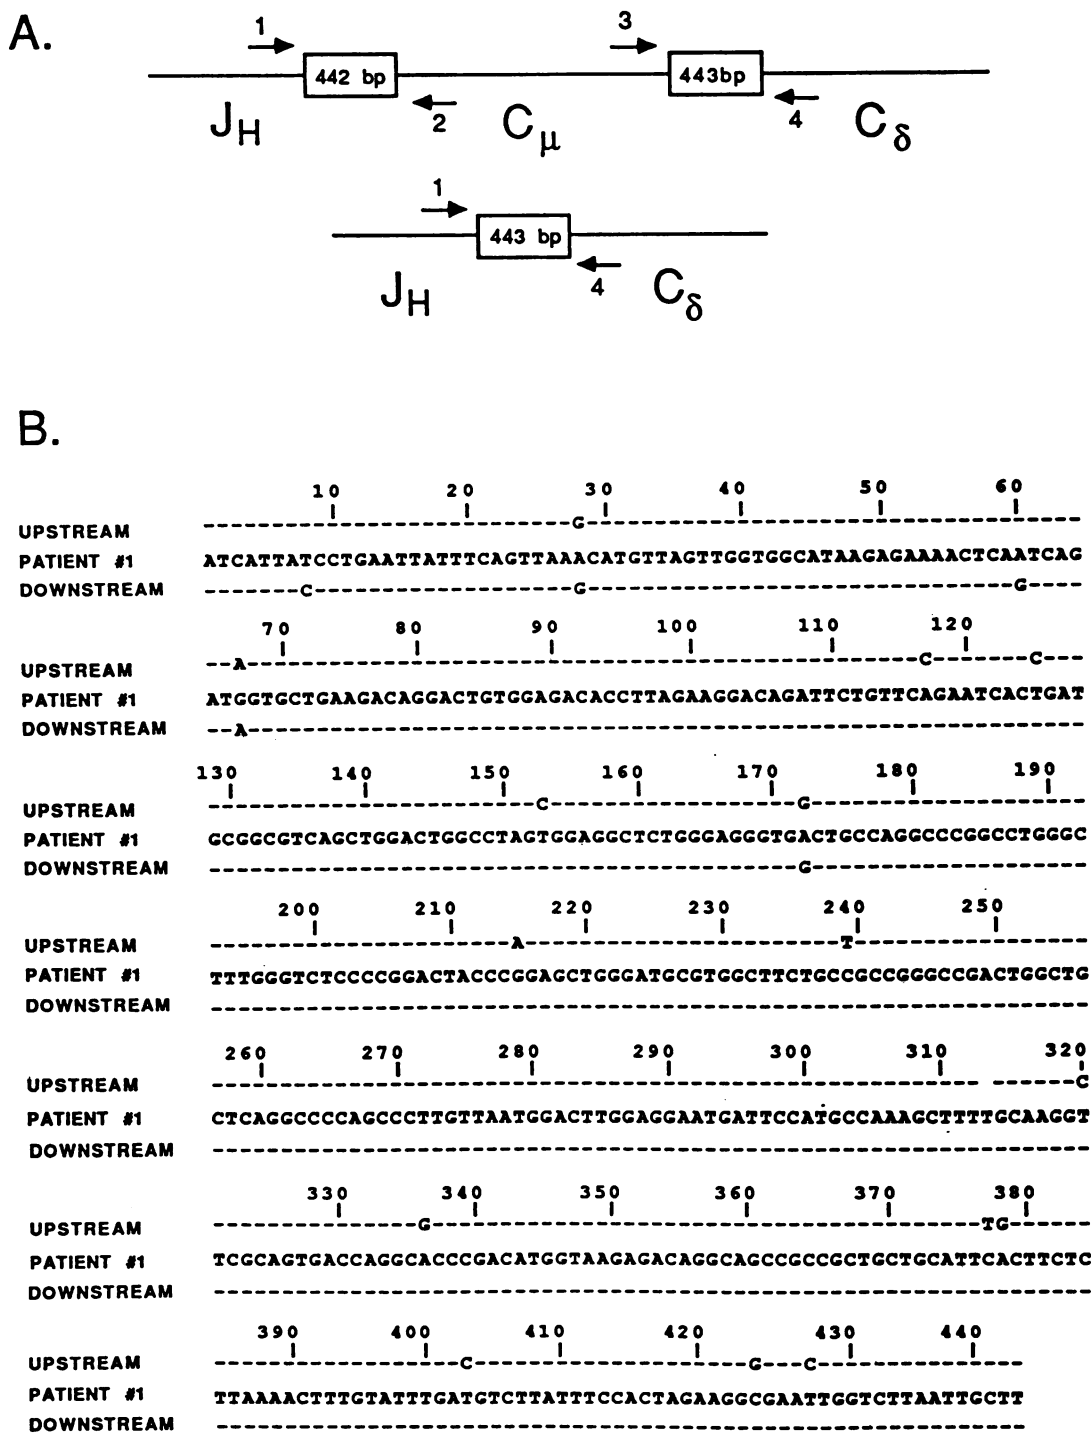 A.
1 3
442 bp 443bp
2 4
JH Cμ Cδ
1
443 bp
4
JH Cδ
B.
10 20 30 40 50 60
UPSTREAM ---------------------------G------------------------------------
PATIENT #1 ATCATTATCCTGAATTATTTCAGTTAAACATGTTAGTTGGTGGCATAAGAGAAAACTCAATCAG
DOWNSTREAM -------C-------------------G-------------------------------G----
70 80 90 100 110 120
UPSTREAM --A-------------------------------------------------C-------C---
PATIENT #1 ATGGTGCTGAAGACAGGACTGTGGAGACACCTTAGAAGGACAGATTCTGTTCAGAATCACTGAT
DOWNSTREAM --A-------------------------------------------------------------
130 140 150 160 170 180 190
UPSTREAM ------------------------C------------------G--------------------
PATIENT #1 GCGGCGTCAGCTGGACTGGCCTAGTGGAGGCTCTGGGAGGGTGACTGCCAGGCCCGGCCTGGGC
DOWNSTREAM -------------------------------------------G--------------------
200 210 220 230 240 250
UPSTREAM ----------------------A-----------------------T-----------------
PATIENT #1 TTTGGGTCTCCCCGGACTACCCGGAGCTGGGATGCGTGGCTTCTGCCGCCGGGCCGACTGGCTG
DOWNSTREAM ----------------------------------------------------------------
260 270 280 290 300 310 320
UPSTREAM -------------------------------------------------------- ------C
PATIENT #1 CTCAGGCCCCAGCCCTTGTTAATGGACTTGGAGGAATGATTCCATGCCAAAGCTTTTGCAAGGT
DOWNSTREAM ----------------------------------------------------------------
330 340 350 360 370 380
UPSTREAM ---------------G----------------------------------------TG------
PATIENT #1 TCGCAGTGACCAGGCACCCGACATGGTAAGAGACAGGCAGCCGCCGCTGCTGCATTCACTTCTC
DOWNSTREAM ----------------------------------------------------------------
390 400 410 420 430 440
UPSTREAM ------------------C--------------------G---C---------------
PATIENT #1 TTAAAACTTTGTATTTGATGTCTTATTTCCACTAGAAGGCGAATTGGTCTTAATTGCTT
DOWNSTREAM -----------------------------------------------------------